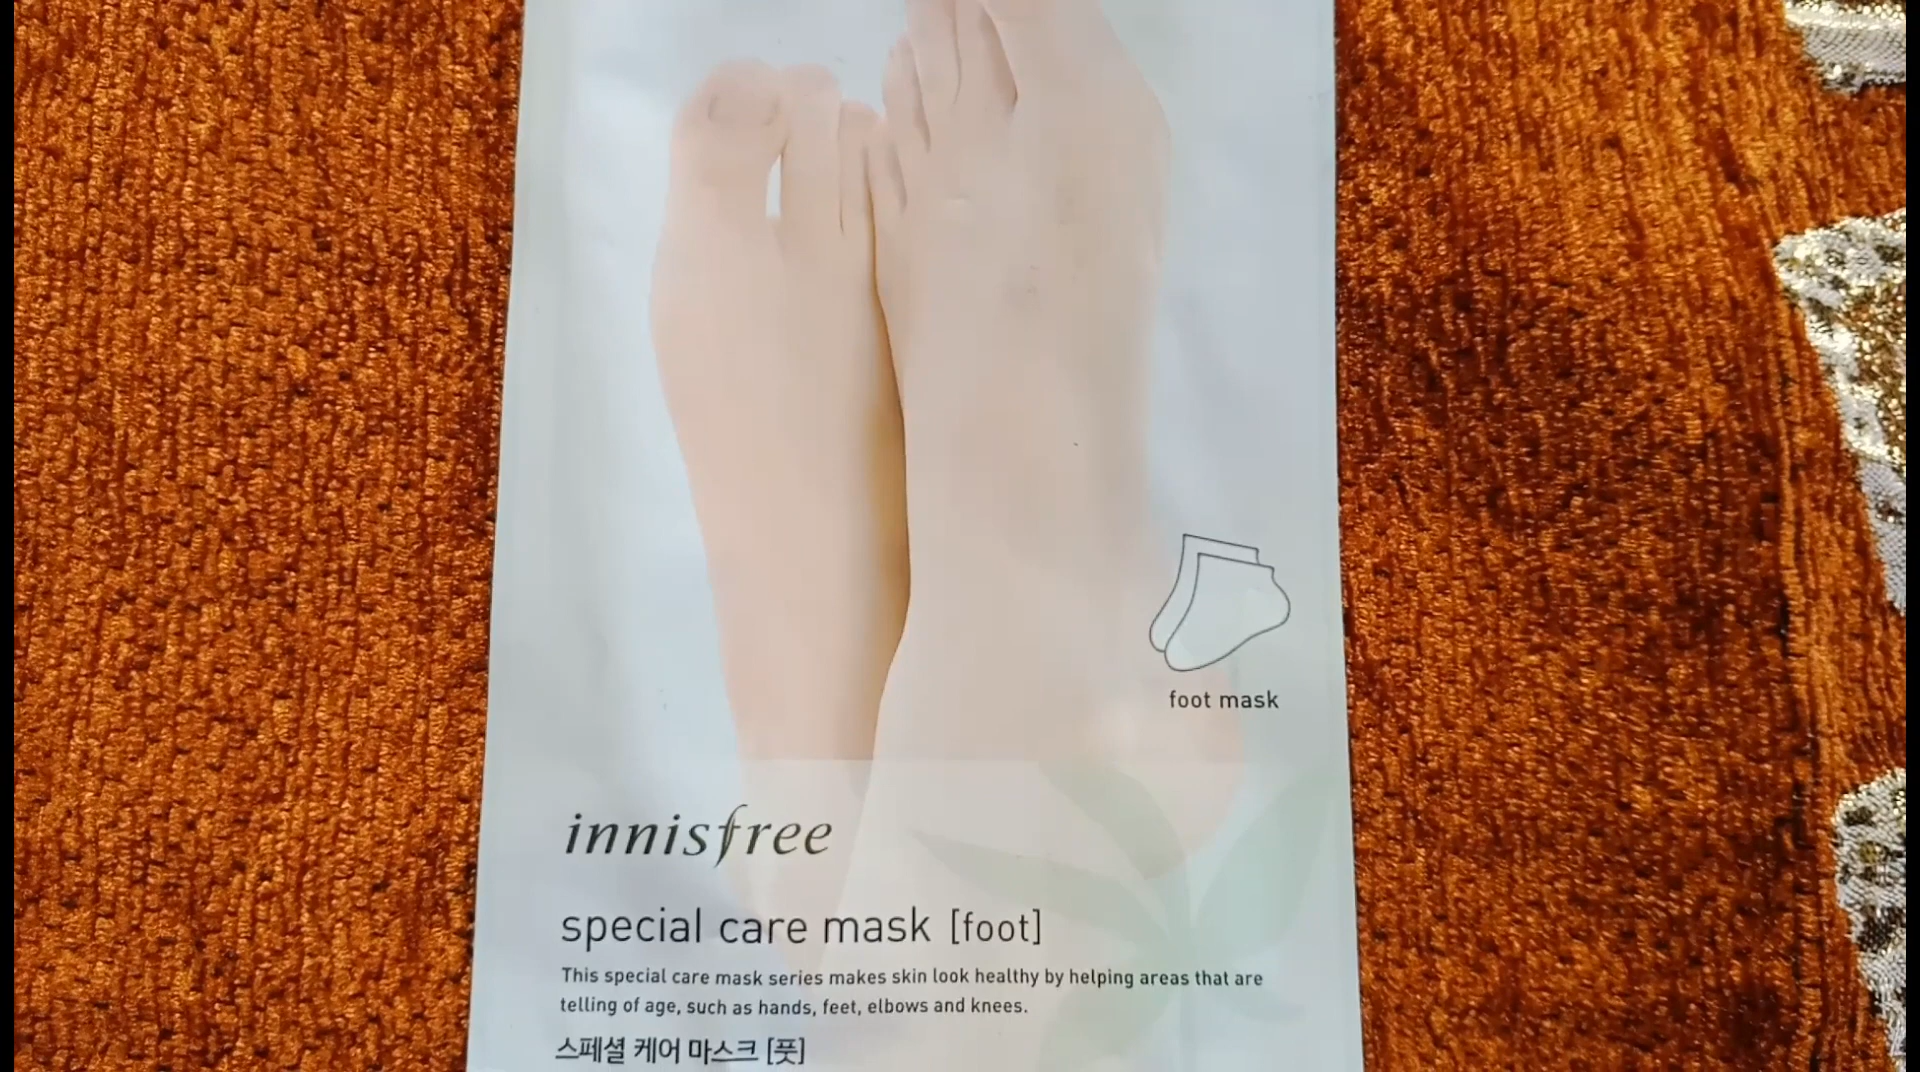 foot mask
innisfree
special care mask [foot]
This special care mask series makes skin look healthy by helping areas that are
telling of age, such as hands, feet, elbows and knees.
스페셜 케어 마스크 [풋]